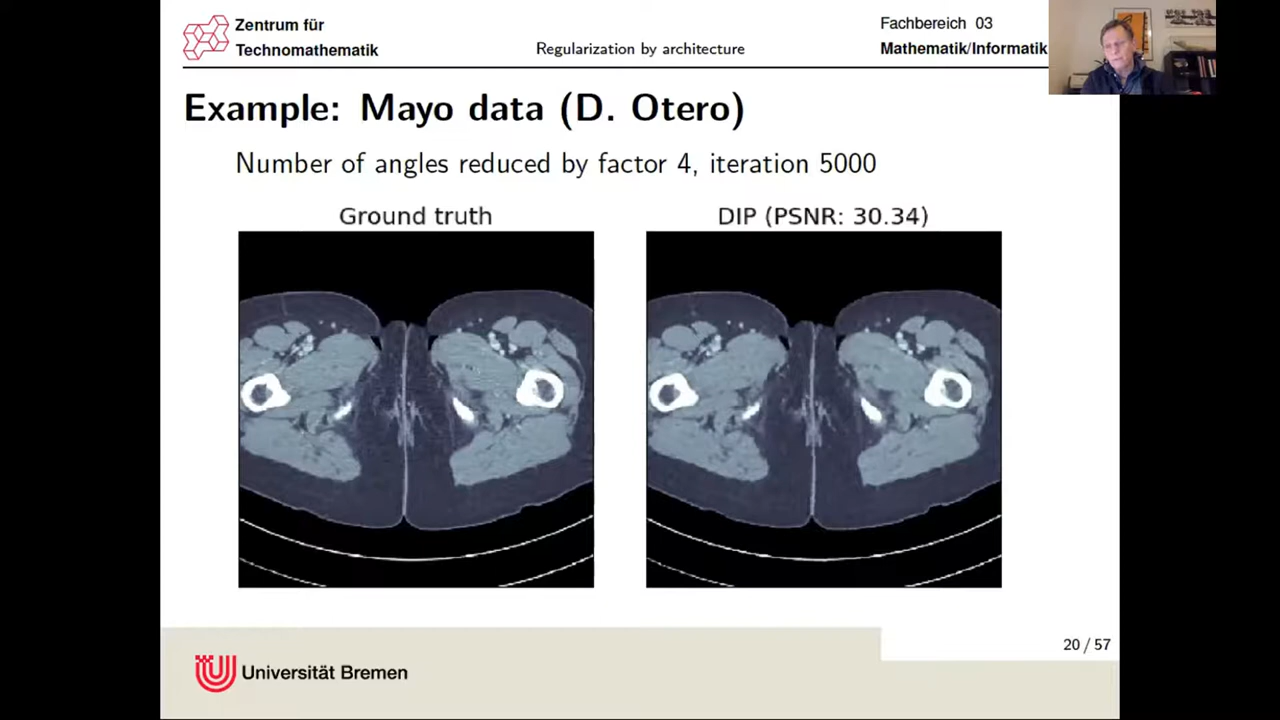 Zentrum für
Technomathematik
Regularization by architecture
Fachbereich 03
Mathematik/Informatik
Example: Mayo data (D. Otero)
Number of angles reduced by factor 4, iteration 5000
Ground truth
DIP (PSNR: 30.34)
20 / 57
Universität Bremen